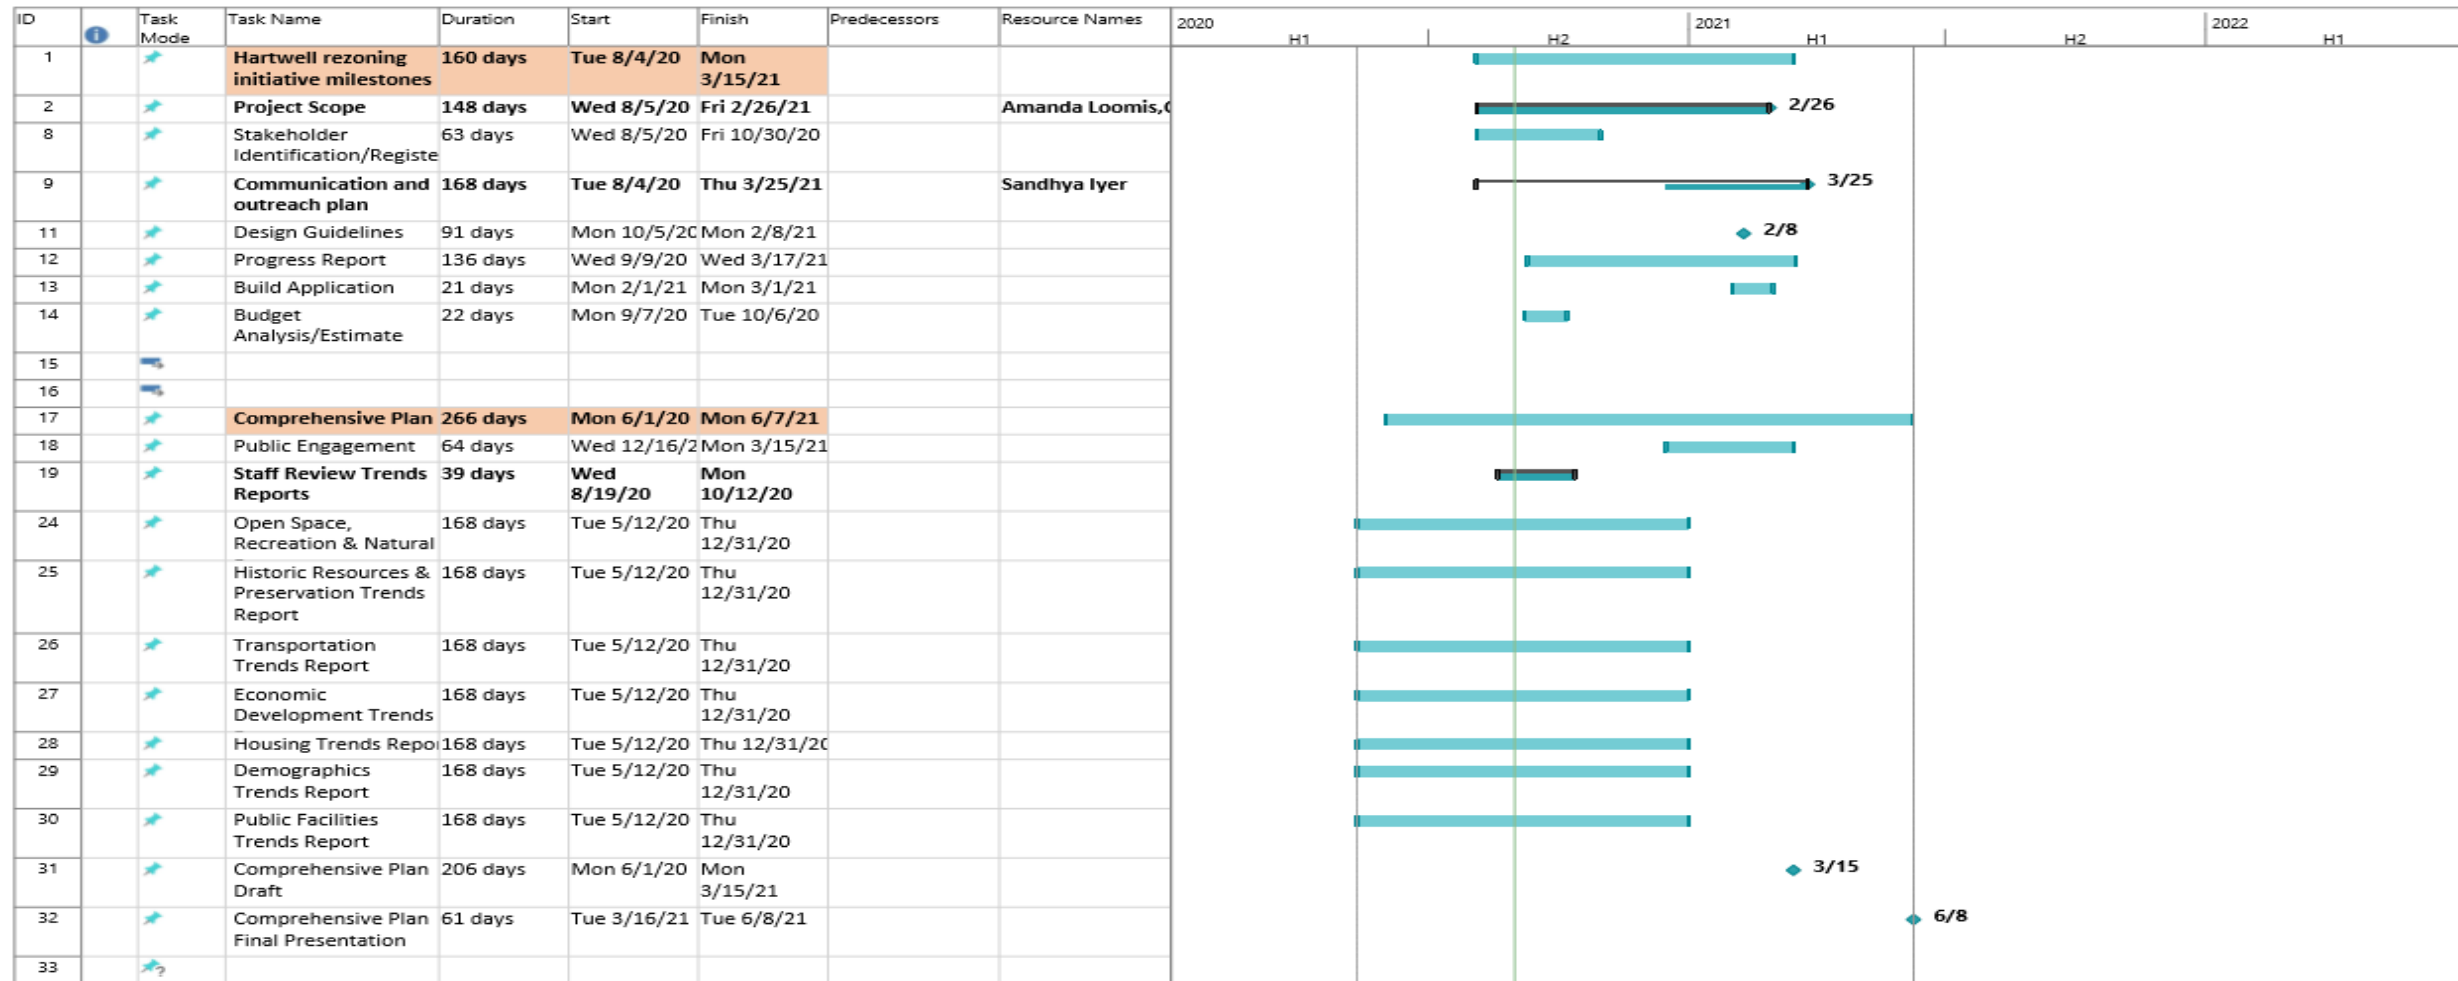 ID Task Mode Task Name Duration Start Finish Predecessors Resource Names 2020 2021 2022
H1 H2 H1 H2 H1
1 Hartwell rezoning 160 days Tue 8/4/20 Mon
initiative milestones 3/15/21
2 Project Scope 148 days Wed 8/5/20 Fri 2/26/21 Amanda Loomis, 2/26
8 Stakeholder 63 days Wed 8/5/20 Fri 10/30/20
Identification/Registe
9 Communication and 168 days Tue 8/4/20 Thu 3/25/21 Sandhya Iyer 3/25
outreach plan
11 Design Guidelines 91 days Mon 10/5/20 Mon 2/8/21 2/8
12 Progress Report 136 days Wed 9/9/20 Wed 3/17/21
13 Build Application 21 days Mon 2/1/21 Mon 3/1/21
14 Budget 22 days Mon 9/7/20 Tue 10/6/20
Analysis/Estimate
15
16
17 Comprehensive Plan 266 days Mon 6/1/20 Mon 6/7/21
18 Public Engagement 64 days Wed 12/16/2 Mon 3/15/21
19 Staff Review Trends 39 days Wed Mon
Reports 8/19/20 10/12/20
24 Open Space, 168 days Tue 5/12/20 Thu
Recreation & Natural 12/31/20
25 Historic Resources & 168 days Tue 5/12/20 Thu
Preservation Trends 12/31/20
Report
26 Transportation 168 days Tue 5/12/20 Thu
Trends Report 12/31/20
27 Economic 168 days Tue 5/12/20 Thu
Development Trends 12/31/20
28 Housing Trends Repo 168 days Tue 5/12/20 Thu 12/31/20
29 Demographics 168 days Tue 5/12/20 Thu
Trends Report 12/31/20
30 Public Facilities 168 days Tue 5/12/20 Thu
Trends Report 12/31/20
31 Comprehensive Plan 206 days Mon 6/1/20 Mon 3/15
Draft 3/15/21
32 Comprehensive Plan 61 days Tue 3/16/21 Tue 6/8/21 6/8
Final Presentation
33